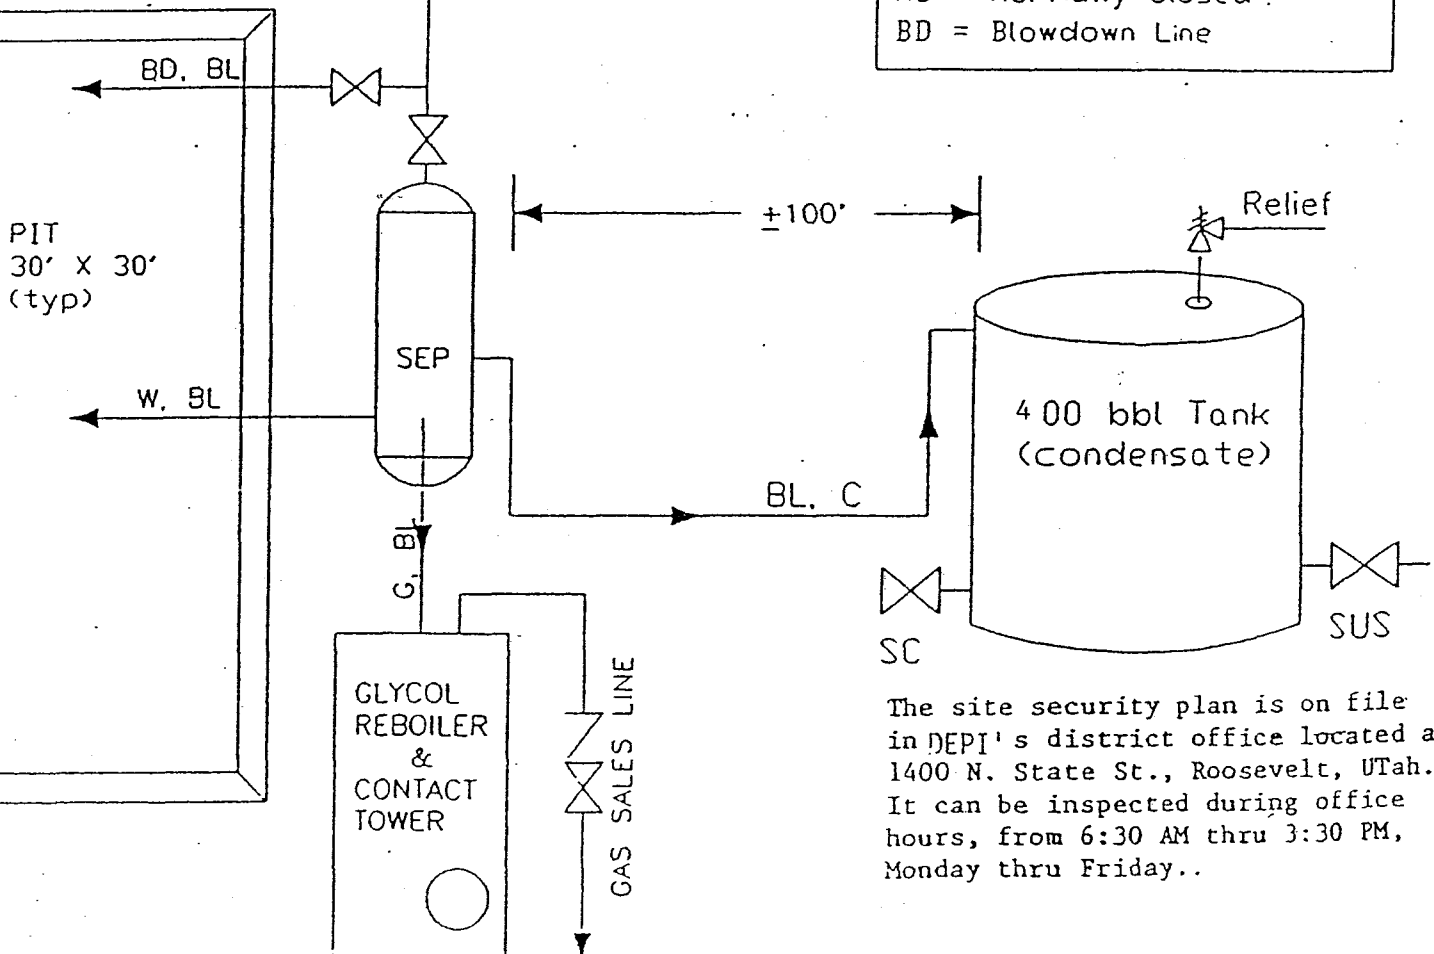 BD = Blowdown Line
BD, BL
±100'
Relief
PIT
30' X 30'
(typ)
SEP
W, BL
400 bbl Tank
(condensate)
BL, C
G, BL
SC
SUS
GLYCOL
REBOILER
&
CONTACT
TOWER
GAS SALES LINE
The site security plan is on file
in DEPI's district office located a
1400 N. State St., Roosevelt, UTah.
It can be inspected during office
hours, from 6:30 AM thru 3:30 PM,
Monday thru Friday..